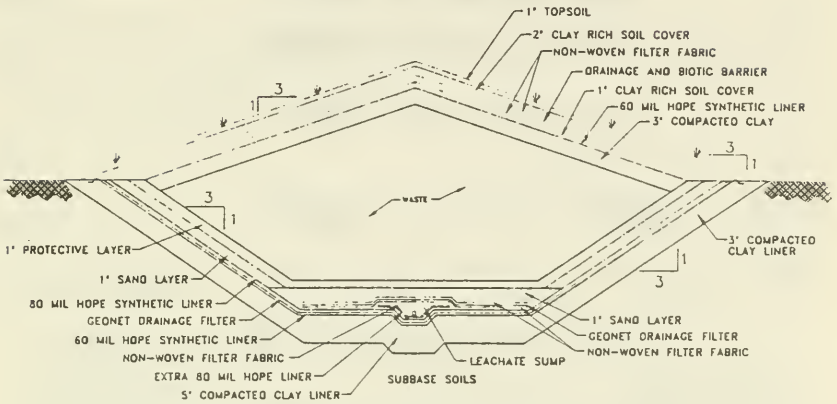 1' TOPSOIL
2' CLAY RICH SOIL COVER
NON-WOVEN FILTER FABRIC
DRAINAGE AND BIOTIC BARRIER
1' CLAY RICH SOIL COVER
60 MIL HOPE SYNTHETIC LINER
3' COMPACTED CLAY
3
1
3
1
3
1
WASTE
1' PROTECTIVE LAYER
1' SAND LAYER
80 MIL HOPE SYNTHETIC LINER
GEONET DRAINAGE FILTER
60 MIL HOPE SYNTHETIC LINER
NON-WOVEN FILTER FABRIC
EXTRA 80 MIL HOPE LINER
5' COMPACTED CLAY LINER
SUBBASE SOILS
LEACHATE SUMP
3' COMPACTED
CLAY LINER
1
3
1' SAND LAYER
GEONET DRAINAGE FILTER
NON-WOVEN FILTER FABRIC